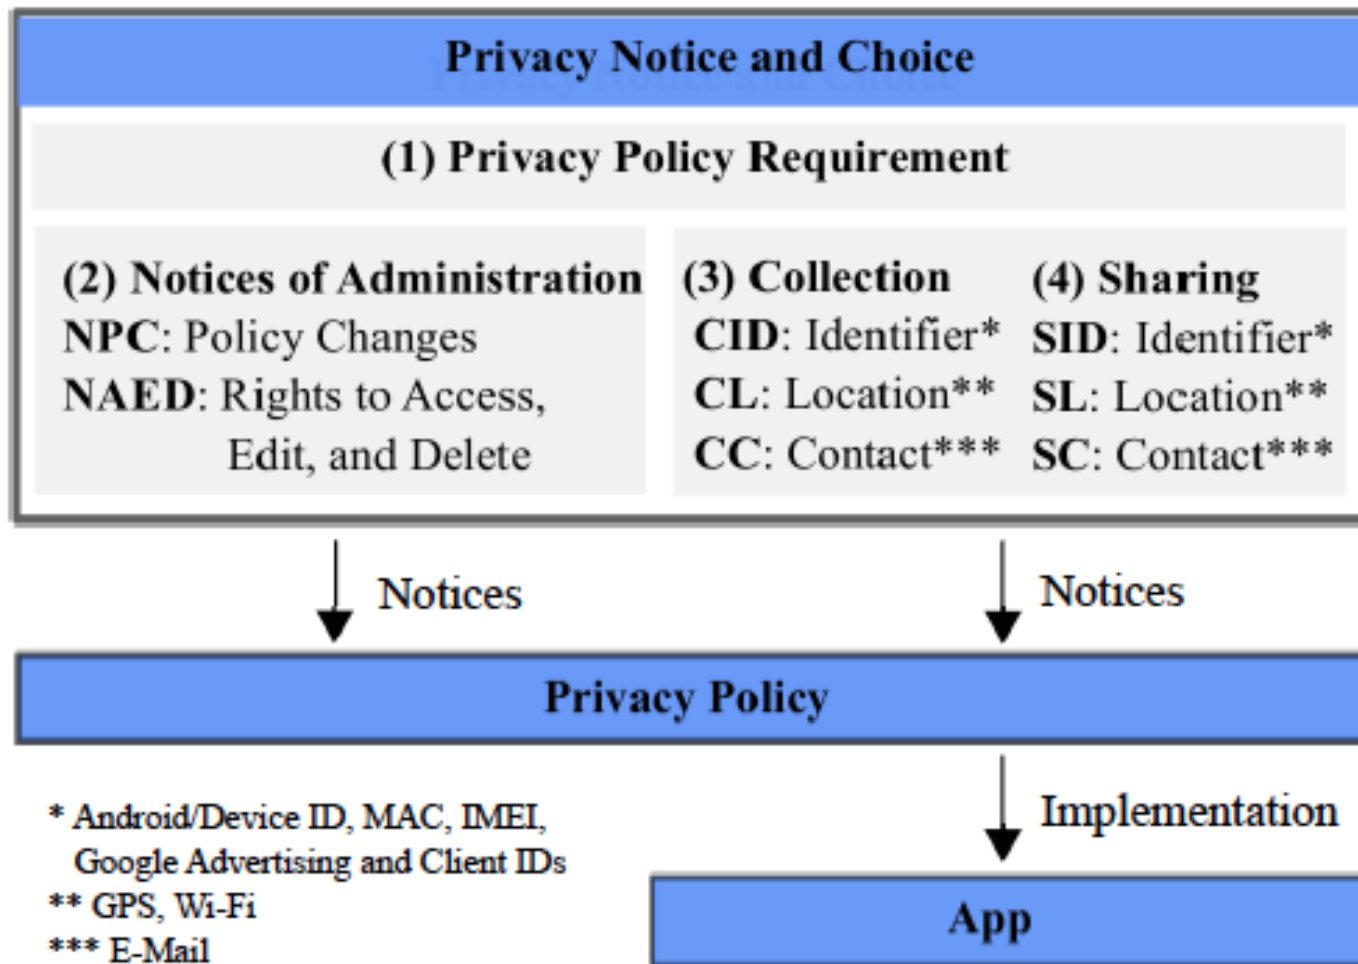 Privacy Notice and Choice
(1) Privacy Policy Requirement
(2) Notices of Administration
NPC: Policy Changes
NAED: Rights to Access,
Edit, and Delete
(3) Collection
CID: Identifier*
CL: Location**
CC: Contact***
(4) Sharing
SID: Identifier*
SL: Location**
SC: Contact***
Notices
Notices
Privacy Policy
Implementation
* Android/Device ID, MAC, IMEI,
Google Advertising and Client IDs
** GPS, Wi-Fi
*** E-Mail
App